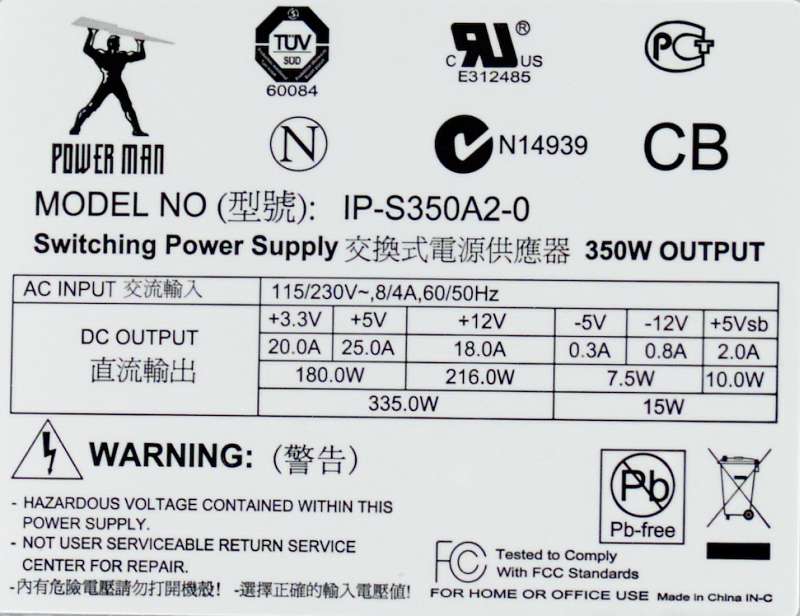 POWER MAN
TÜV
SÜD
60084
C UL US ®
E312485
PCT
N
N14939
CB
MODEL NO (型號): IP-S350A2-0
Switching Power Supply 交換式電源供應器 350W OUTPUT
AC INPUT 交流輸入 115/230V~,8/4A,60/50Hz
DC OUTPUT
直流輸出
+3.3V +5V +12V -5V -12V +5Vsb
20.0A 25.0A 18.0A 0.3A 0.8A 2.0A
180.0W 216.0W 7.5W 10.0W
335.0W 15W
WARNING: (警告)
- HAZARDOUS VOLTAGE CONTAINED WITHIN THIS
POWER SUPPLY.
- NOT USER SERVICEABLE RETURN SERVICE
CENTER FOR REPAIR.
-內有危險電壓請勿打開機殼! -選擇正確的輸入電壓值!
Pb
Pb-free
FC Tested to Comply
With FCC Standards
FOR HOME OR OFFICE USE Made in China IN-C